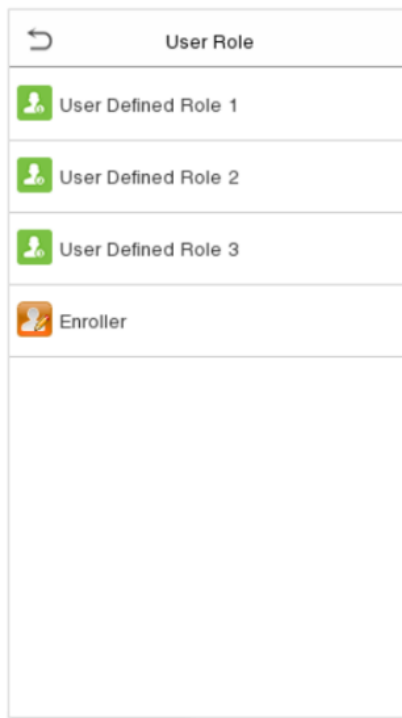 User Role
User Defined Role 1
User Defined Role 2
User Defined Role 3
Enroller